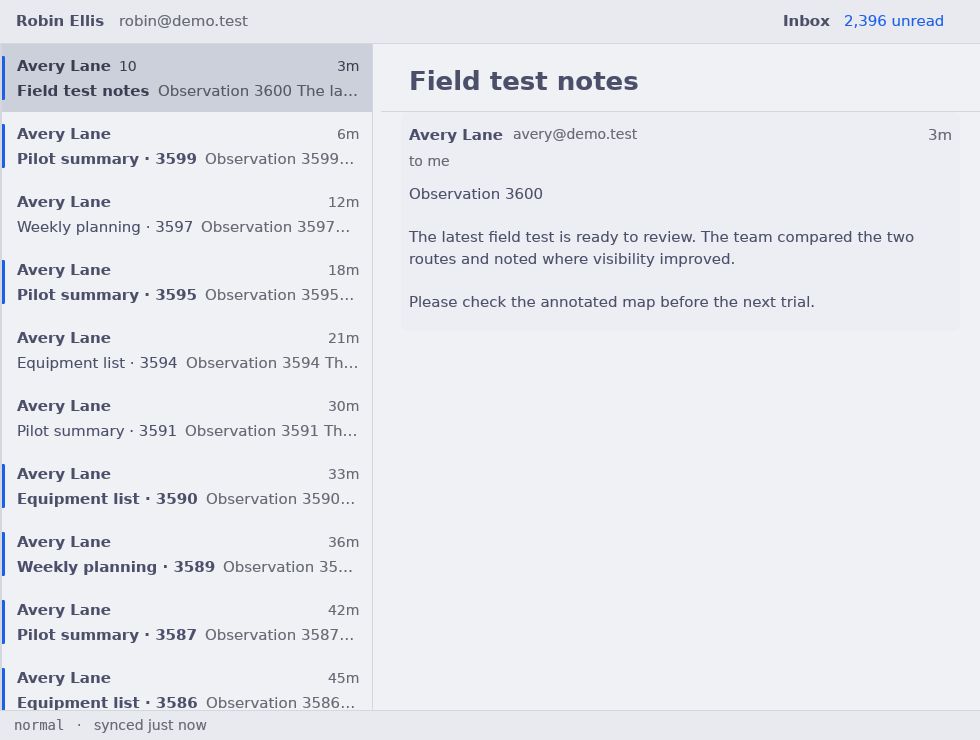 Robin Ellis robin@demo.test
Inbox 2,396 unread
Avery Lane 10 3m
Field test notes Observation 3600 The la…
Avery Lane 6m
Pilot summary · 3599 Observation 3599…
Avery Lane 12m
Weekly planning · 3597 Observation 3597…
Avery Lane 18m
Pilot summary · 3595 Observation 3595…
Avery Lane 21m
Equipment list · 3594 Observation 3594 Th…
Avery Lane 30m
Pilot summary · 3591 Observation 3591 Th…
Avery Lane 33m
Equipment list · 3590 Observation 3590…
Avery Lane 36m
Weekly planning · 3589 Observation 35…
Avery Lane 42m
Pilot summary · 3587 Observation 3587…
Avery Lane 45m
Equipment list · 3586 Observation 3586…
Field test notes
Avery Lane avery@demo.test 3m
to me
Observation 3600
The latest field test is ready to review. The team compared the two
routes and noted where visibility improved.
Please check the annotated map before the next trial.
normal · synced just now